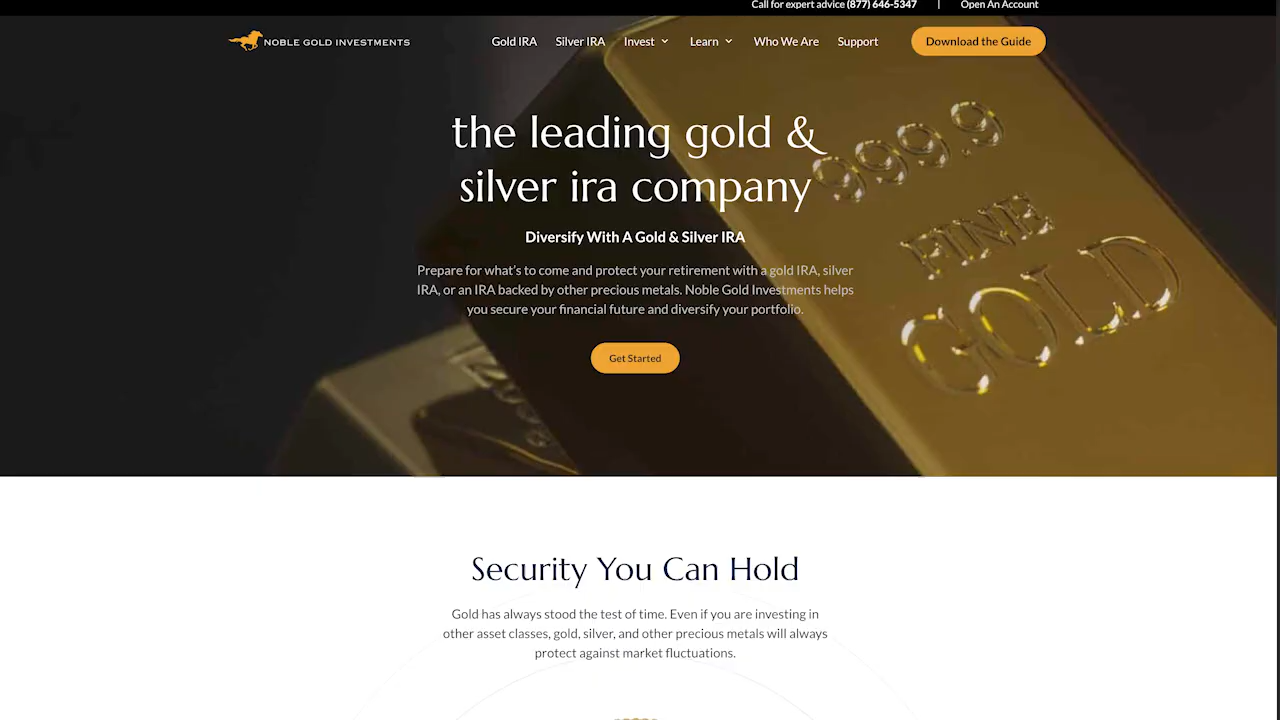 Call for expert advice (877) 646-5347 | Open An Account
NOBLE GOLD INVESTMENTS
Gold IRA Silver IRA Invest Learn Who We Are Support Download the Guide
the leading gold &
silver ira company
Diversify With A Gold & Silver IRA
Prepare for what's to come and protect your retirement with a gold IRA, silver
IRA, or an IRA backed by other precious metals. Noble Gold Investments helps
you secure your financial future and diversify your portfolio.
Get Started
999.9
FINE
GOLD
Security You Can Hold
Gold has always stood the test of time. Even if you are investing in
other asset classes, gold, silver, and other precious metals will always
protect against market fluctuations.